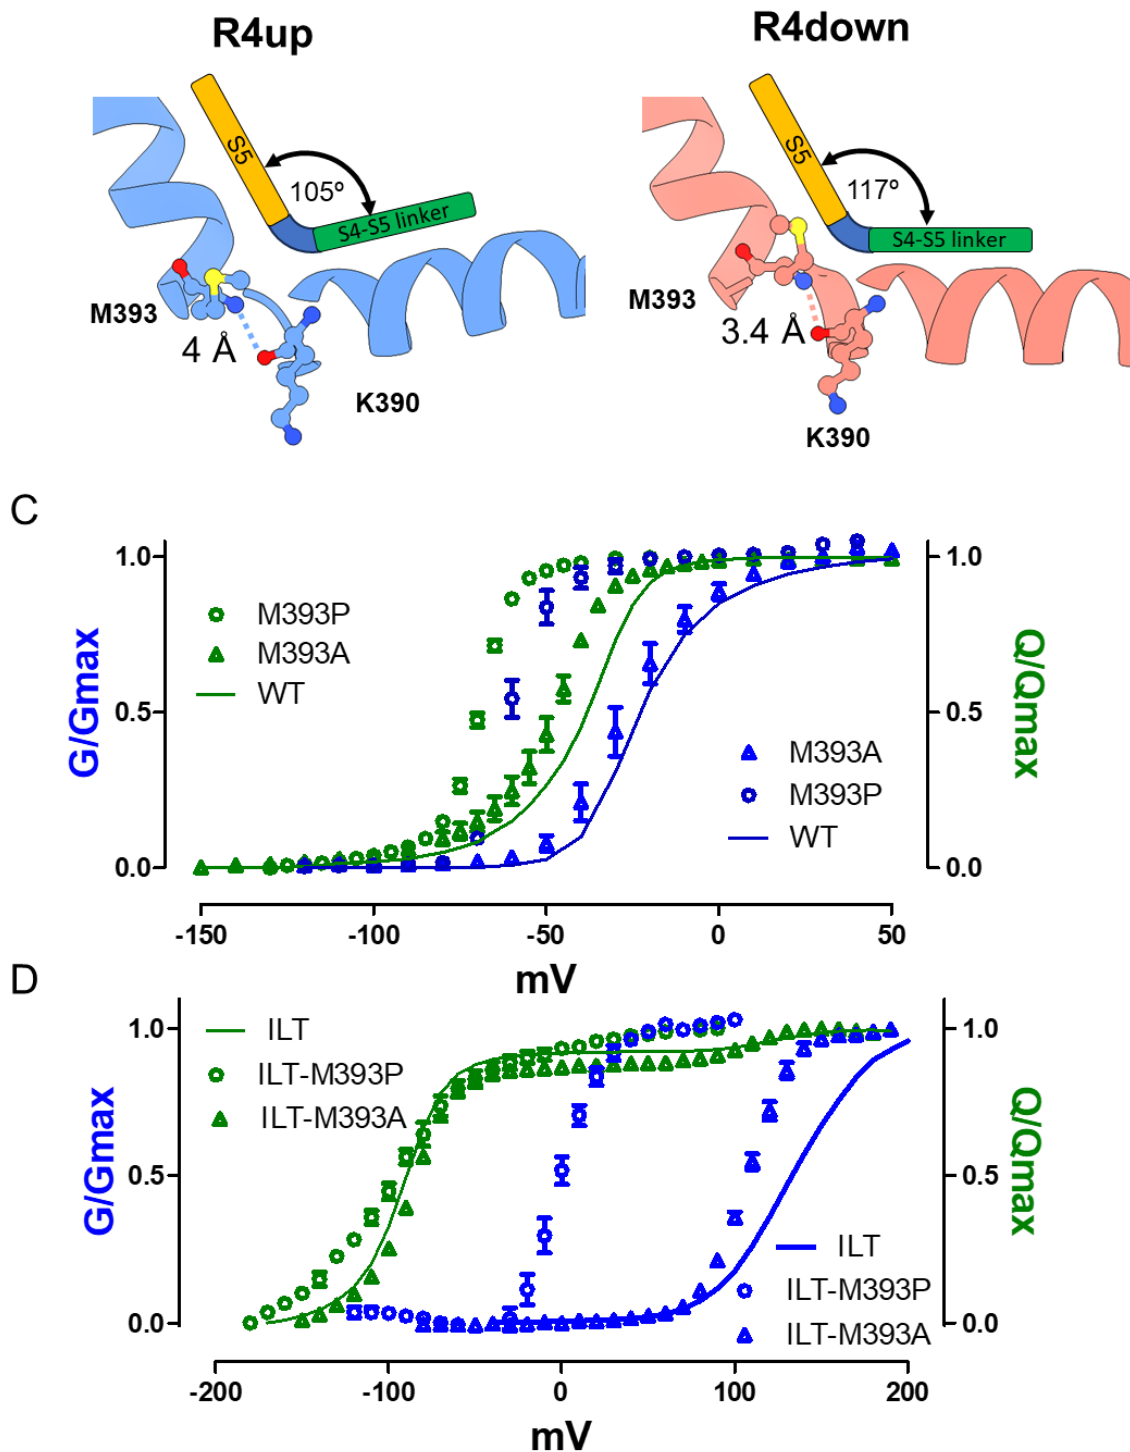 R4up
R4down
S5
105º
S4-S5 linker
M393
4 Å
K390
S5
117º
S4-S5 linker
M393
3.4 Å
K390
C
1.0
0.5
0.0
G/Gmax
M393P
M393A
WT
M393A
M393P
WT
1.0
0.5
0.0
Q/Qmax
-150
-100
-50
0
50
mV
D
1.0
0.5
0.0
G/Gmax
ILT
ILT-M393P
ILT-M393A
ILT
ILT-M393P
ILT-M393A
1.0
0.5
0.0
Q/Qmax
-200
-100
0
100
200
mV